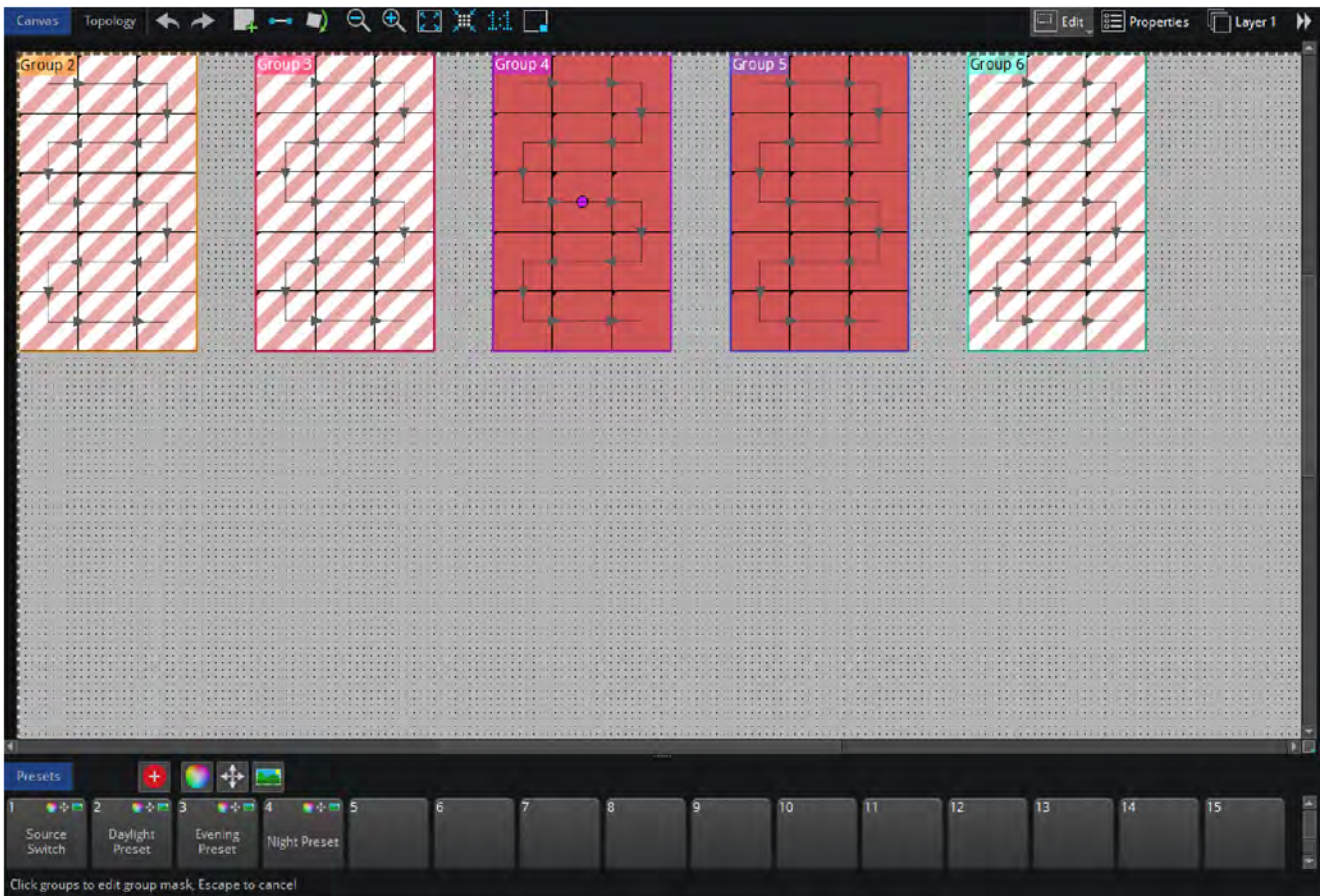 Canvas Topology 1:1 Edit Properties Layer 1
Group 2 Group 3 Group 4 Group 5 Group 6
Presets
1 2 3 4 5 6 7 8 9 10 11 12 13 14 15
Source Daylight Evening Night Preset
Switch Preset Preset
Click groups to edit group mask, Escape to cancel